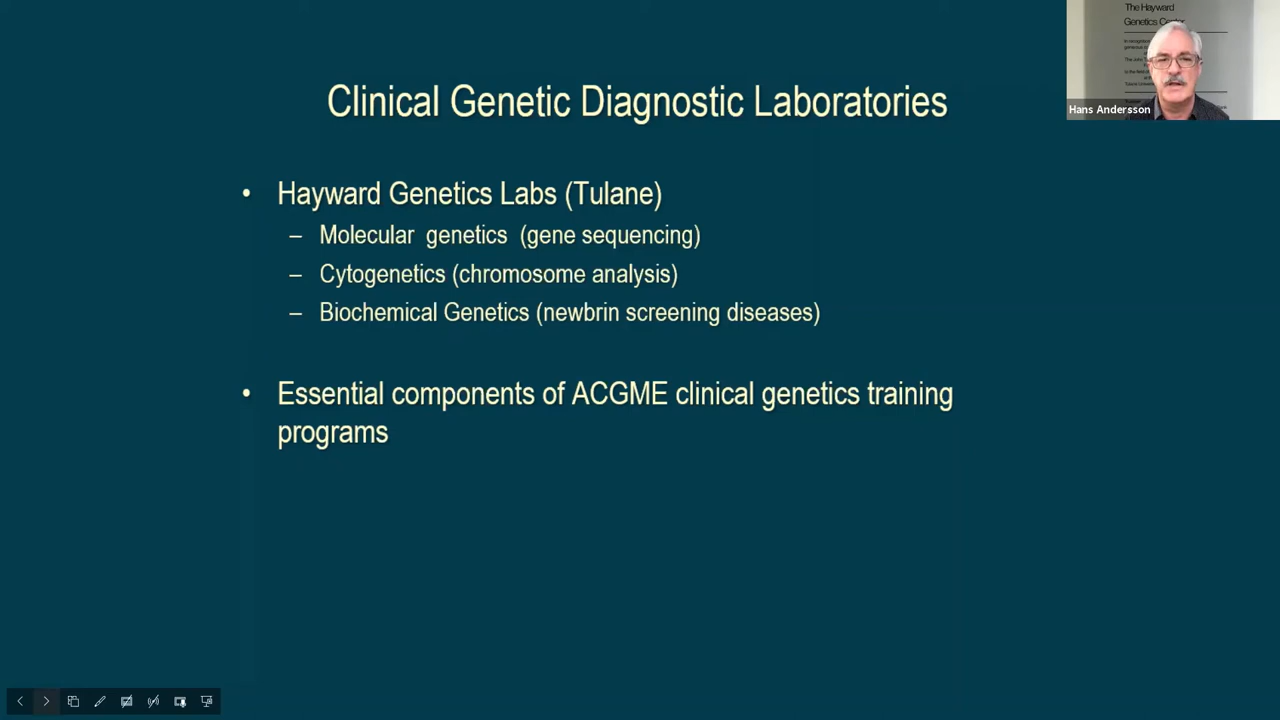 The Hayward
Genetics Center
Hans Andersson
Clinical Genetic Diagnostic Laboratories
• Hayward Genetics Labs (Tulane)
– Molecular genetics (gene sequencing)
– Cytogenetics (chromosome analysis)
– Biochemical Genetics (newbrin screening diseases)
• Essential components of ACGME clinical genetics training
programs